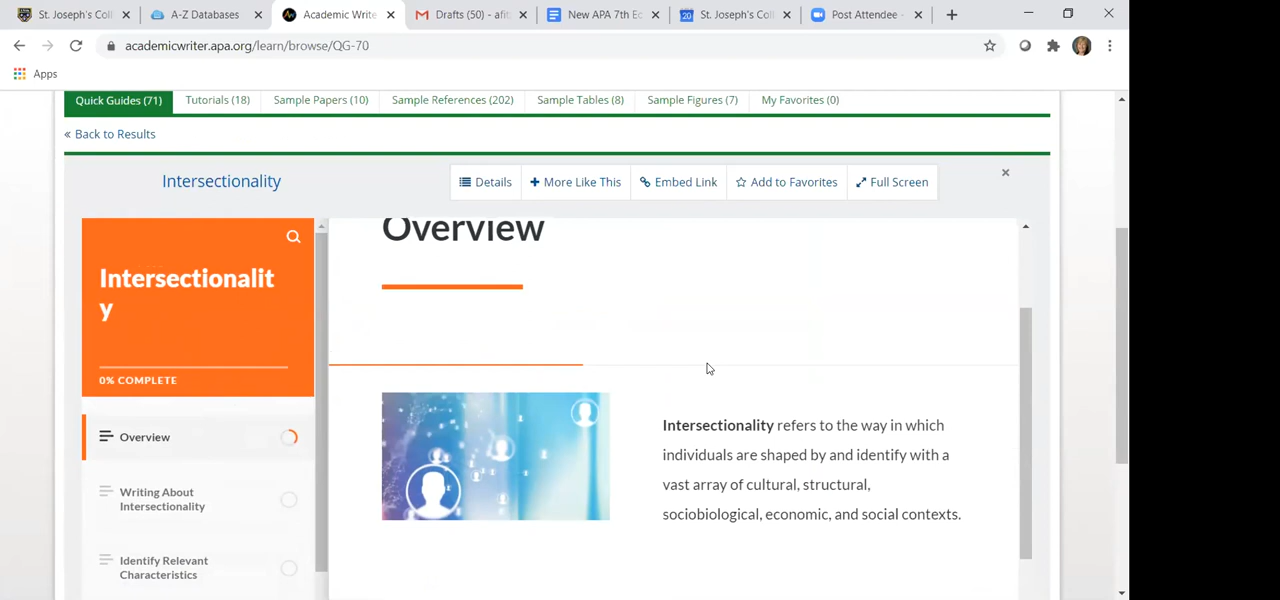 St. Joseph's Coll
A-Z Databases
Academic Write
Drafts (50) - afit
New APA 7th Ec
20
St. Joseph's Coll
Post Attendee -
academicwriter.apa.org/learn/browse/QG-70
Apps
Quick Guides (71)
Tutorials (18)
Sample Papers (10)
Sample References (202)
Sample Tables (8)
Sample Figures (7)
My Favorites (0)
« Back to Results
Intersectionality
Details
More Like This
Embed Link
Add to Favorites
Full Screen
Intersectionalit
y
0% COMPLETE
Overview
Writing About
Intersectionality
Identify Relevant
Characteristics
Overview
Intersectionality refers to the way in which
individuals are shaped by and identify with a
vast array of cultural, structural,
sociobiological, economic, and social contexts.